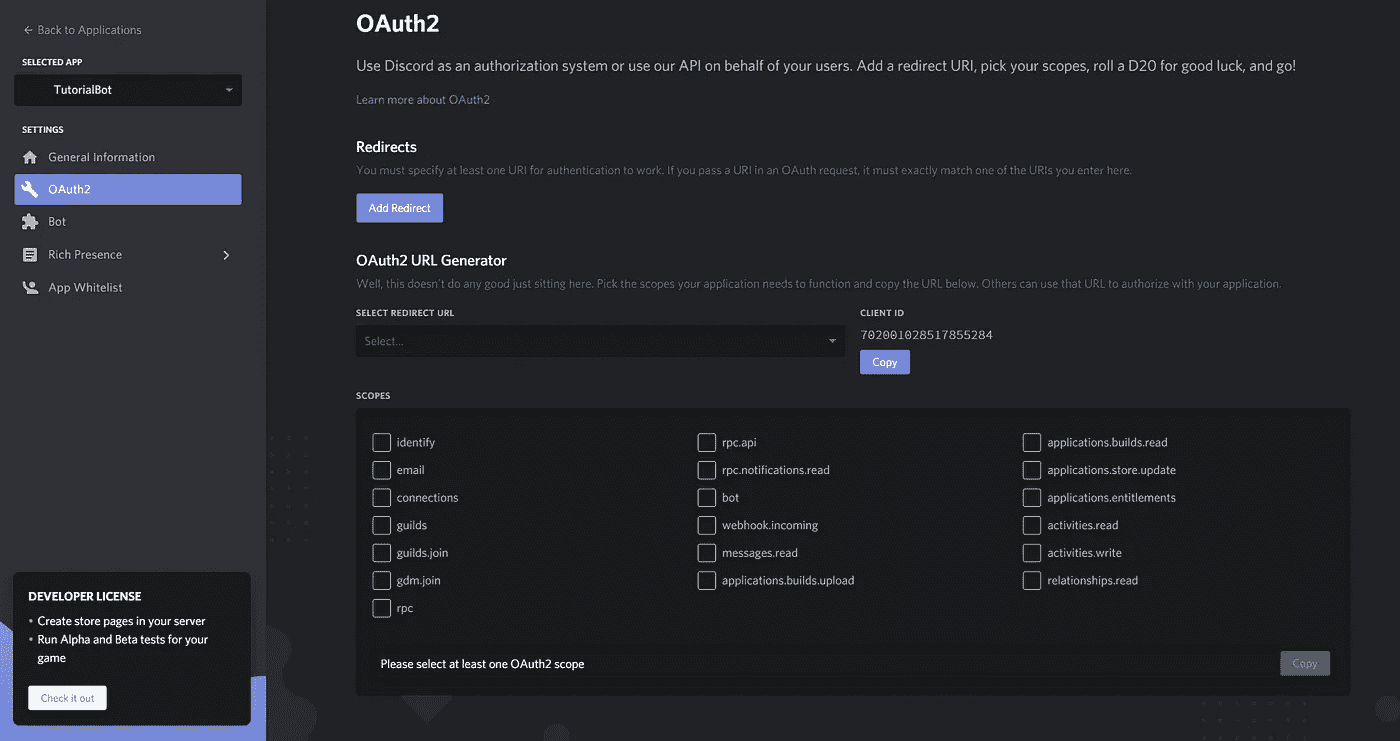 Back to Applications
SELECTED APP
TutorialBot
SETTINGS
General Information
OAuth2
Bot
Rich Presence
App Whitelist
DEVELOPER LICENSE
• Create store pages in your server
• Run Alpha and Beta tests for your
game
Check it out
OAuth2
Use Discord as an authorization system or use our API on behalf of your users. Add a redirect URI, pick your scopes, roll a D20 for good luck, and go!
Learn more about OAuth2
Redirects
You must specify at least one URI for authentication to work. If you pass a URI in an OAuth request, it must exactly match one of the URIs you enter here.
Add Redirect
OAuth2 URL Generator
Well, this doesn't do any good just sitting here. Pick the scopes your application needs to function and copy the URL below. Others can use that URL to authorize with your application.
SELECT REDIRECT URL
Select...
CLIENT ID
702001028517855284
Copy
SCOPES
identify
email
connections
guilds
guilds.join
gdm.join
rpc
rpc.api
rpc.notifications.read
bot
webhook.incoming
messages.read
applications.builds.upload
applications.builds.read
applications.store.update
applications.entitlements
activities.read
activities.write
relationships.read
Please select at least one OAuth2 scope
Copy